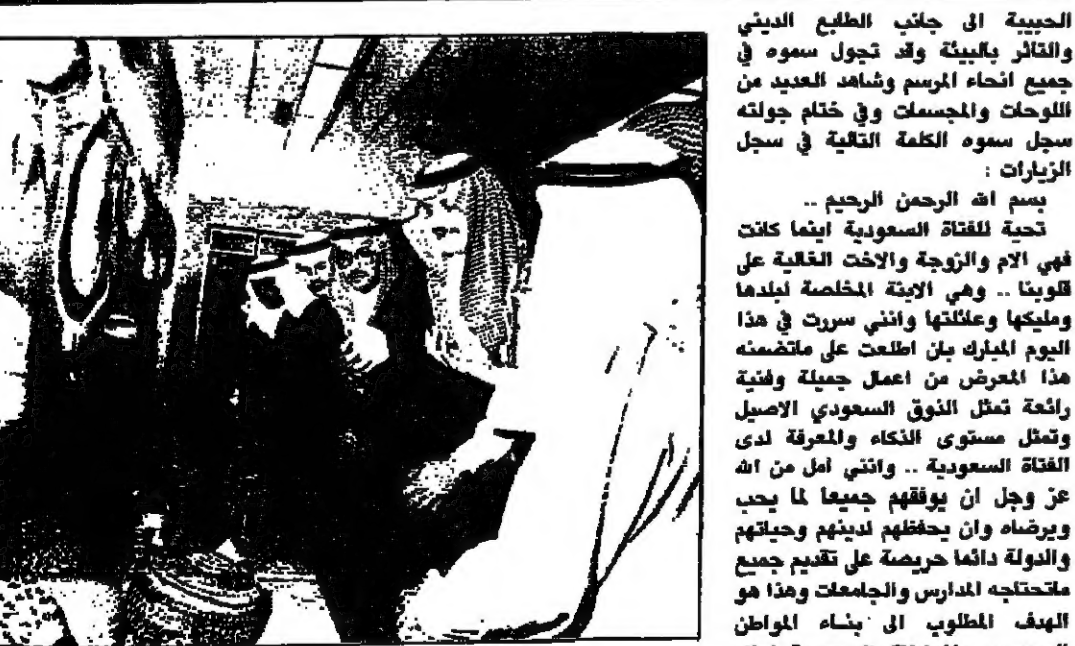 الحبيبة الى جانب الطابع الديني
والتاثر بالبيئة وقد تجول سموه في
جميع انحاء المرسم وشاهد العديد من
اللوحات والمجسمات وفي ختام جولته
سجل سموه الكلمة التالية في سجل
الزيارات :
بسم الله الرحمن الرحيم ..
تحية للفتاة السعودية اينما كانت
فهي الام والزوجة والاخت الغالية على
قلوبنا .. وهي الابنة المخلصة لبلدها
ومليكها وعائلتها وانني سررت في هذا
اليوم المبارك بان اطلعت على ماتضمنه
هذا المعرض من اعمال جميلة وفنية
رائعة تمثل الذوق السعودي الاصيل
وتمثل مستوى الذكاء والمعرفة لدى
الفتاة السعودية .. وانني امل من الله
عز وجل ان يوفقهم جميعا لما يحب
ويرضاه وان يحفظهم لدينهم وحياتهم
والدولة دائما حريصة على تقديم جميع
ماتحتاجه المدارس والجامعات وهذا هو
الهدف المطلوب الى بناء المواطن